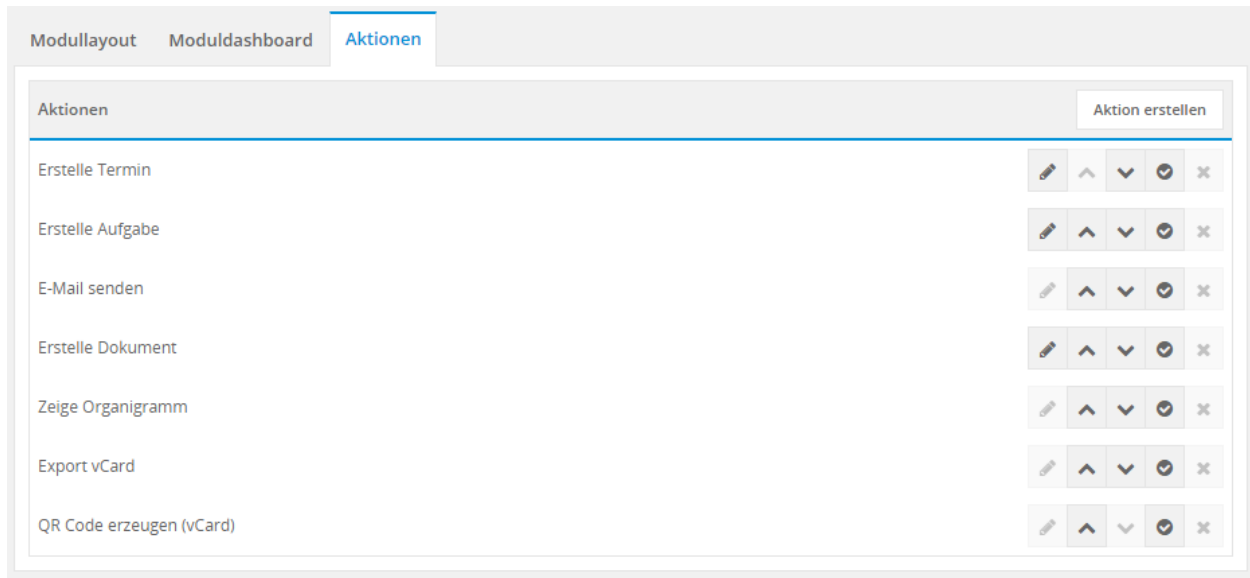 Modullayout Moduldashboard Aktionen
Aktionen Aktion erstellen
Erstelle Termin
Erstelle Aufgabe
E-Mail senden
Erstelle Dokument
Zeige Organigramm
Export vCard
QR Code erzeugen (vCard)